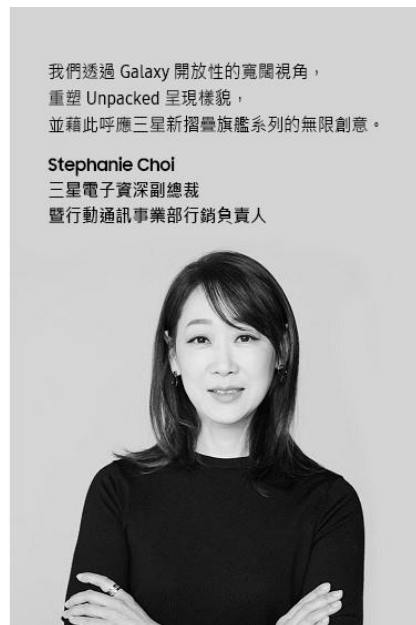 我們透過 Galaxy 開放性的寬闊視角，
重塑 Unpacked 呈現樣貌，
並藉此呼應三星新摺疊旗艦系列的無限創意。
Stephanie Choi
三星電子資深副總裁
暨行動通訊事業部行銷負責人